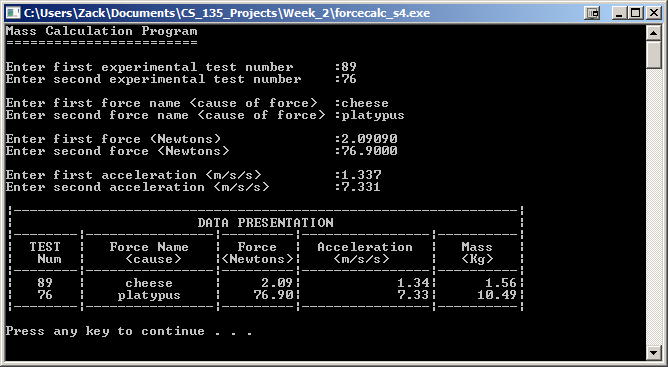 C:\Users\Zack\Documents\CS_135_Projects\Week_2\forcecalc_s4.exe
Mass Calculation Program
========================
Enter first experimental test number :89
Enter second experimental test number :76
Enter first force name <cause of force> :cheese
Enter second force name <cause of force> :platypus
Enter first force <Newtons> :2.09090
Enter second force <Newtons> :76.9000
Enter first acceleration <m/s/s> :1.337
Enter second acceleration <m/s/s> :7.331
DATA PRESENTATION
TEST | Force Name | Force | Acceleration | Mass
Num | <cause> |<Newtons>| <m/s/s> | <Kg>
89 | cheese | 2.09| 1.34| 1.56
76 | platypus | 76.90| 7.33| 10.49
Press any key to continue . . .